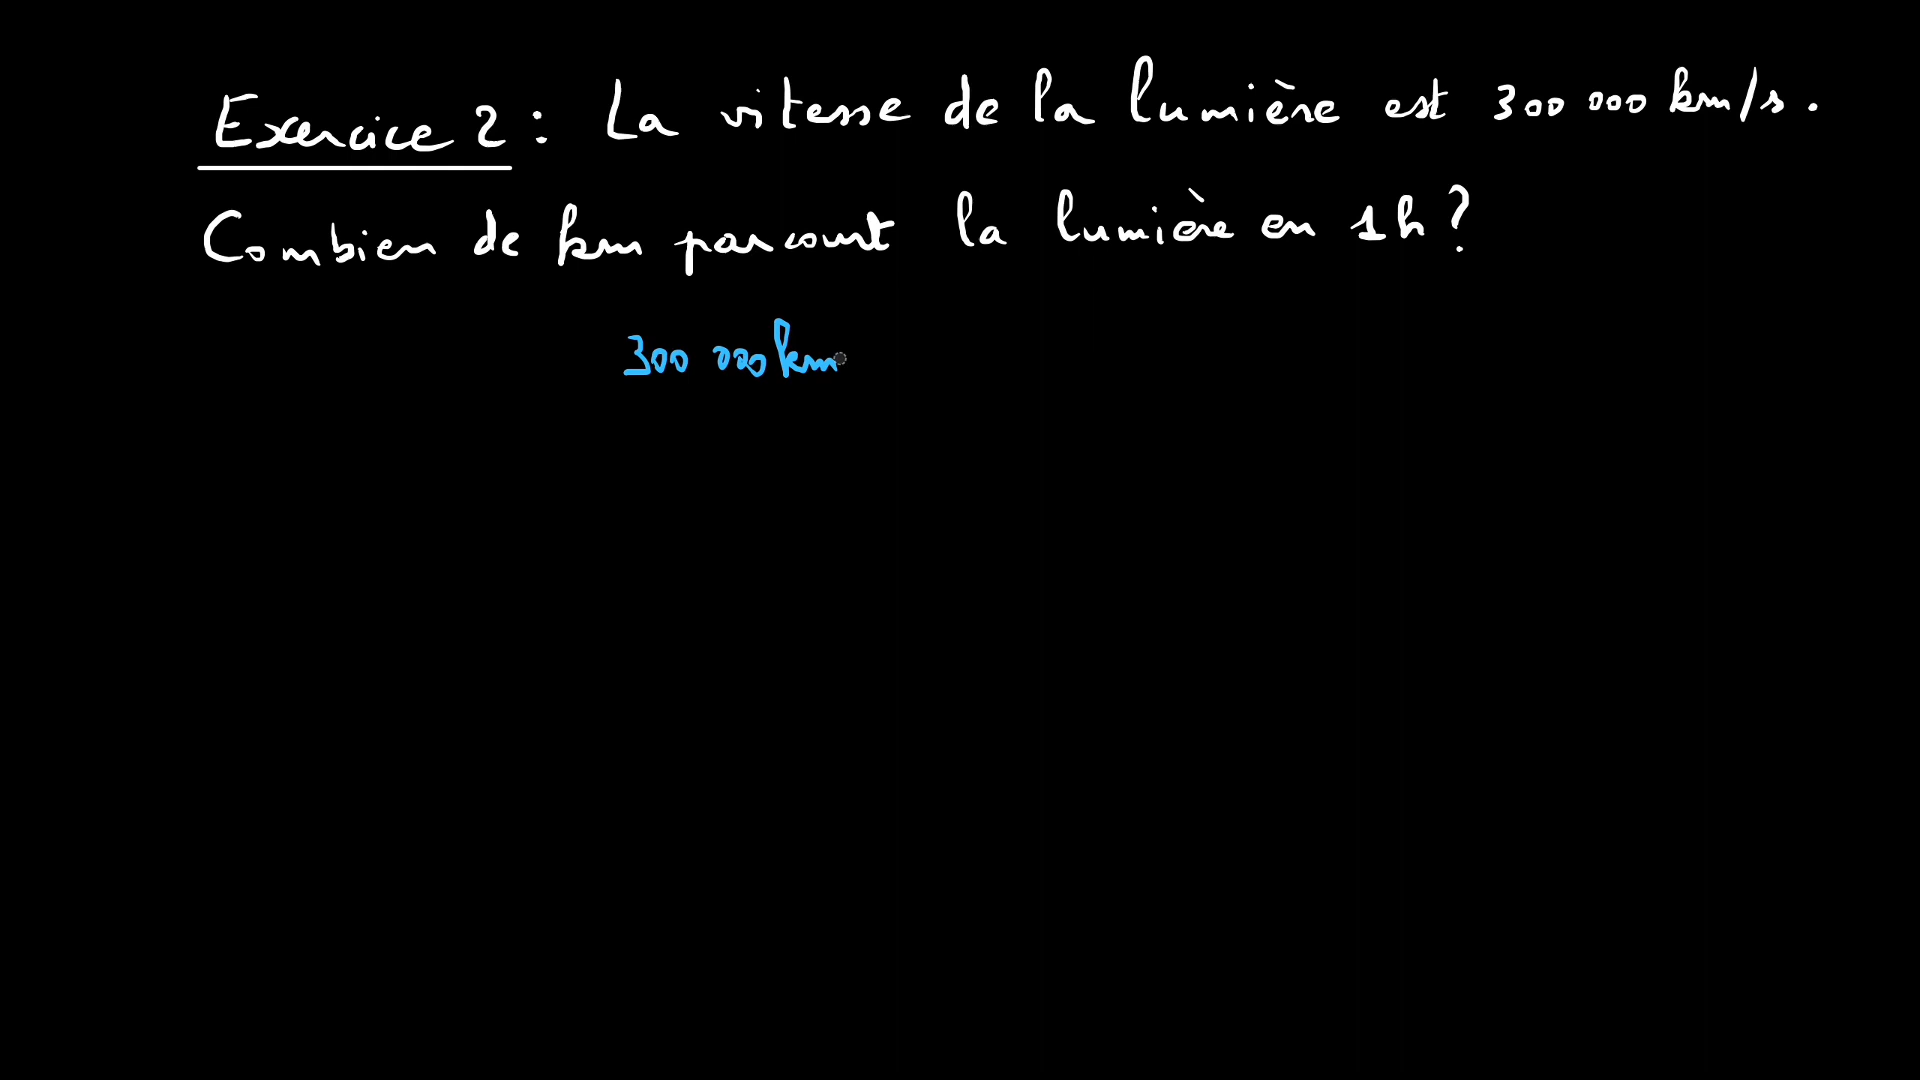 Exercice 2 : La vitesse de la lumière est 300 000 km/s.
Combien de km parcourt la lumière en 1h ?
300 000 km